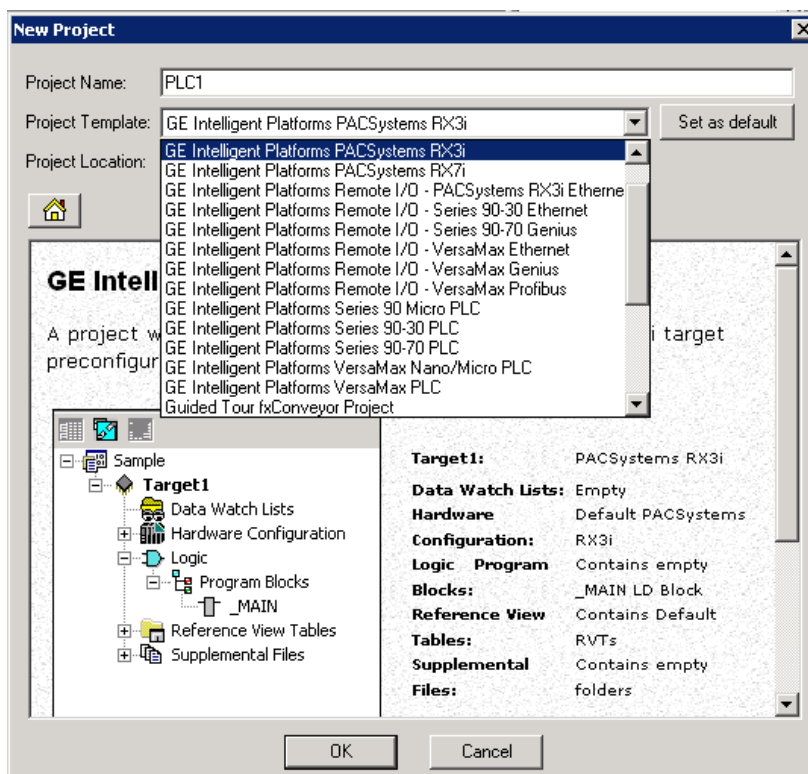 New Project
Project Name: PLC1
Project Template: GE Intelligent Platforms PACSystems RX3i Set as default
Project Location:
GE Intelligent Platforms PACSystems RX3i
GE Intelligent Platforms PACSystems RX7i
GE Intelligent Platforms Remote I/O - PACSystems RX3i Etherne
GE Intelligent Platforms Remote I/O - Series 90-30 Ethernet
GE Intelligent Platforms Remote I/O - Series 90-70 Genius
GE Intelligent Platforms Remote I/O - VersaMax Ethernet
GE Intelligent Platforms Remote I/O - VersaMax Genius
GE Intelligent Platforms Remote I/O - VersaMax Profibus
GE Intelligent Platforms Series 90 Micro PLC
GE Intelligent Platforms Series 90-30 PLC
GE Intelligent Platforms Series 90-70 PLC
GE Intelligent Platforms VersaMax Nano/Micro PLC
GE Intelligent Platforms VersaMax PLC
Guided Tour fxConveyor Project
GE Intell
A project w i target
preconfigur
Sample
Target1
Data Watch Lists
Hardware Configuration
Logic
Program Blocks
_MAIN
Reference View Tables
Supplemental Files
Target1: PACSystems RX3i
Data Watch Lists: Empty
Hardware Default PACSystems
Configuration: RX3i
Logic Program Contains empty
Blocks: _MAIN LD Block
Reference View Contains Default
Tables: RVTs
Supplemental Contains empty
Files: folders
OK Cancel